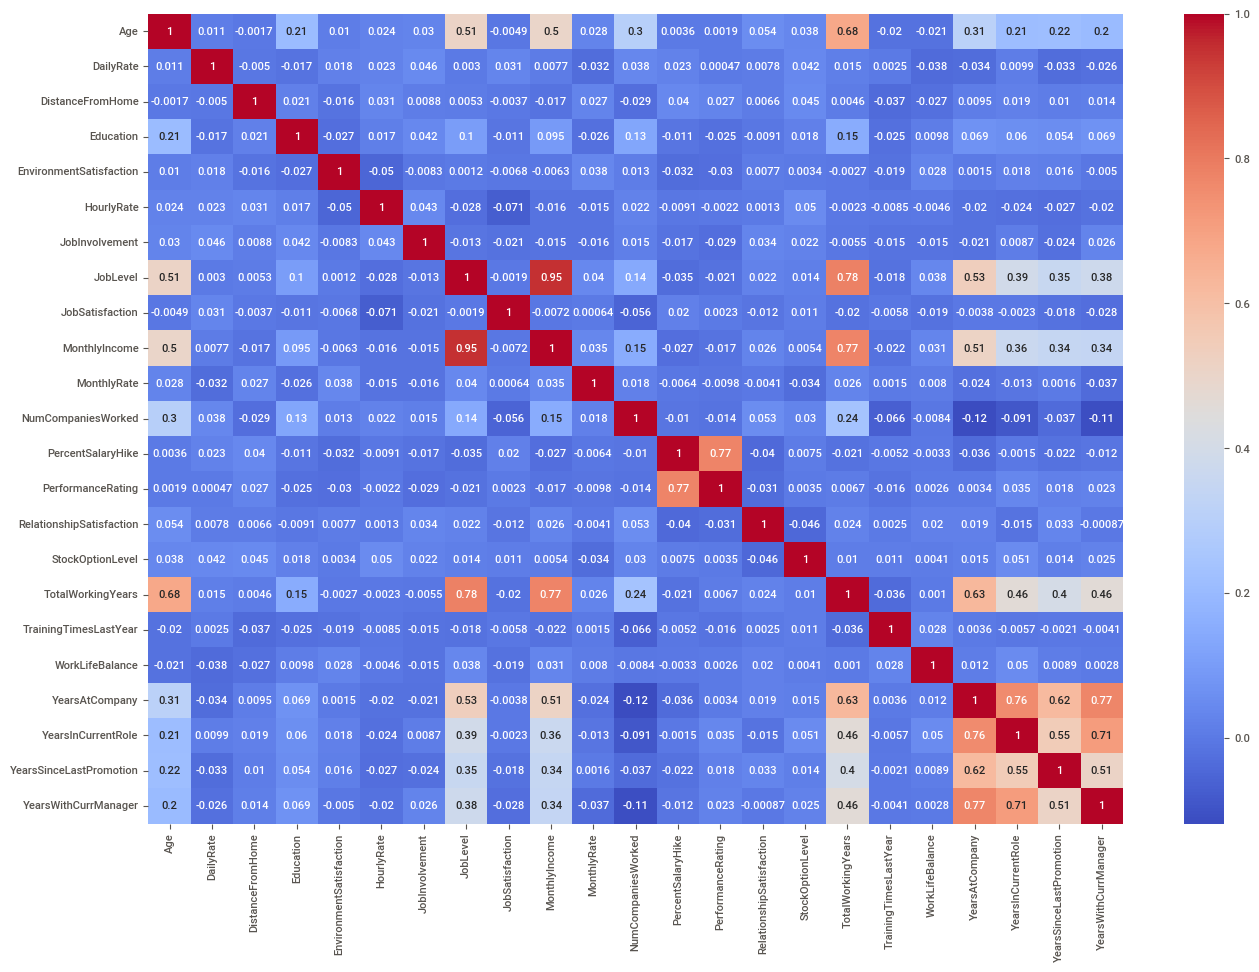 Age 1 0.011 -0.0017 0.21 0.01 0.024 0.03 0.51 -0.0049 0.5 0.028 0.3 0.0036 0.0019 0.054 0.038 0.68 -0.02 -0.021 0.31 0.21 0.22 0.2
DailyRate 0.011 1 -0.005 -0.017 0.018 0.023 0.046 0.003 0.031 0.0077 -0.032 0.038 0.023 0.00047 0.0078 0.042 0.015 0.0025 -0.038 -0.034 0.0099 -0.033 -0.026
DistanceFromHome -0.0017 -0.005 1 0.021 -0.016 0.031 0.0088 0.0053 -0.0037 -0.017 0.027 -0.029 0.04 0.027 0.0066 0.045 0.0046 -0.037 -0.027 0.0095 0.019 0.01 0.014
Education 0.21 -0.017 0.021 1 -0.027 0.017 0.042 0.1 -0.011 0.095 -0.026 0.13 -0.011 -0.025 -0.0091 0.018 0.15 -0.025 0.0098 0.069 0.06 0.054 0.069
EnvironmentSatisfaction 0.01 0.018 -0.016 -0.027 1 -0.05 -0.0083 0.0012 -0.0068 -0.0063 0.038 0.013 -0.032 -0.03 0.0077 0.0034 -0.0027 -0.019 0.028 0.0015 0.018 0.016 -0.005
HourlyRate 0.024 0.023 0.031 0.017 -0.05 1 0.043 -0.028 -0.071 -0.016 -0.015 0.022 -0.0091 -0.0022 0.0013 0.05 -0.0023 -0.0085 -0.0046 -0.02 -0.024 -0.027 -0.02
JobInvolvement 0.03 0.046 0.0088 0.042 -0.0083 0.043 1 -0.013 -0.021 -0.015 -0.016 0.015 -0.017 -0.029 0.034 0.022 -0.0055 -0.015 -0.015 -0.021 0.0087 -0.024 0.026
JobLevel 0.51 0.003 0.0053 0.1 0.0012 -0.028 -0.013 1 -0.0019 0.95 0.04 0.14 -0.035 -0.021 0.022 0.014 0.78 -0.018 0.038 0.53 0.39 0.35 0.38
JobSatisfaction -0.0049 0.031 -0.0037 -0.011 -0.0068 -0.071 -0.021 -0.0019 1 -0.0072 0.00064 -0.056 0.02 0.0023 -0.012 0.011 -0.02 -0.0058 -0.019 -0.0038 -0.0023 -0.018 -0.028
MonthlyIncome 0.5 0.0077 -0.017 0.095 -0.0063 -0.016 -0.015 0.95 -0.0072 1 0.035 0.15 -0.027 -0.017 0.026 0.0054 0.77 -0.022 0.031 0.51 0.36 0.34 0.34
MonthlyRate 0.028 -0.032 0.027 -0.026 0.038 -0.015 -0.016 0.04 0.00064 0.035 1 0.018 -0.0064 -0.0098 -0.0041 -0.034 0.026 0.0015 0.008 -0.024 -0.013 0.0016 -0.037
NumCompaniesWorked 0.3 0.038 -0.029 0.13 0.013 0.022 0.015 0.14 -0.056 0.15 0.018 1 -0.01 -0.014 0.053 0.03 0.24 -0.066 -0.0084 -0.12 -0.091 -0.037 -0.11
PercentSalaryHike 0.0036 0.023 0.04 -0.011 -0.032 -0.0091 -0.017 -0.035 0.02 -0.027 -0.0064 -0.01 1 0.77 -0.04 0.0075 -0.021 -0.0052 -0.0033 -0.036 -0.0015 -0.022 -0.012
PerformanceRating 0.0019 0.00047 0.027 -0.025 -0.03 -0.0022 -0.029 -0.021 0.0023 -0.017 -0.0098 -0.014 0.77 1 -0.031 0.0035 0.0067 -0.016 0.0026 0.0034 0.035 0.018 0.023
RelationshipSatisfaction 0.054 0.0078 0.0066 -0.0091 0.0077 0.0013 0.034 0.022 -0.012 0.026 -0.0041 0.053 -0.04 -0.031 1 -0.046 0.024 0.0025 0.02 0.019 -0.015 0.033 -0.00087
StockOptionLevel 0.038 0.042 0.045 0.018 0.0034 0.05 0.022 0.014 0.011 0.0054 -0.034 0.03 0.0075 0.0035 -0.046 1 0.01 0.011 0.0041 0.015 0.051 0.014 0.025
TotalWorkingYears 0.68 0.015 0.0046 0.15 -0.0027 -0.0023 -0.0055 0.78 -0.02 0.77 0.026 0.24 -0.021 0.0067 0.024 0.01 1 -0.036 0.001 0.63 0.46 0.4 0.46
TrainingTimesLastYear -0.02 0.0025 -0.037 -0.025 -0.019 -0.0085 -0.015 -0.018 -0.0058 -0.022 0.0015 -0.066 -0.0052 -0.016 0.0025 0.011 -0.036 1 0.028 0.0036 -0.0057 -0.0021 -0.0041
WorkLifeBalance -0.021 -0.038 -0.027 0.0098 0.028 -0.0046 -0.015 0.038 -0.019 0.031 0.008 -0.0084 -0.0033 0.0026 0.02 0.0041 0.001 0.028 1 0.012 0.05 0.0089 0.0028
YearsAtCompany 0.31 -0.034 0.0095 0.069 0.0015 -0.02 -0.021 0.53 -0.0038 0.51 -0.024 -0.12 -0.036 0.0034 0.019 0.015 0.63 0.0036 0.012 1 0.76 0.62 0.77
YearsInCurrentRole 0.21 0.0099 0.019 0.06 0.018 -0.024 0.0087 0.39 -0.0023 0.36 -0.013 -0.091 -0.0015 0.035 -0.015 0.051 0.46 -0.0057 0.05 0.76 1 0.55 0.71
YearsSinceLastPromotion 0.22 -0.033 0.01 0.054 0.016 -0.027 -0.024 0.35 -0.018 0.34 0.0016 -0.037 -0.022 0.018 0.033 0.014 0.4 -0.0021 0.0089 0.62 0.55 1 0.51
YearsWithCurrManager 0.2 -0.026 0.014 0.069 -0.005 -0.02 0.026 0.38 -0.028 0.34 -0.037 -0.11 -0.012 0.023 -0.00087 0.025 0.46 -0.0041 0.0028 0.77 0.71 0.51 1
Age
DailyRate
DistanceFromHome
Education
EnvironmentSatisfaction
HourlyRate
JobInvolvement
JobLevel
JobSatisfaction
MonthlyIncome
MonthlyRate
NumCompaniesWorked
PercentSalaryHike
PerformanceRating
RelationshipSatisfaction
StockOptionLevel
TotalWorkingYears
TrainingTimesLastYear
WorkLifeBalance
YearsAtCompany
YearsInCurrentRole
YearsSinceLastPromotion
YearsWithCurrManager
1.0
0.8
0.6
0.4
0.2
0.0